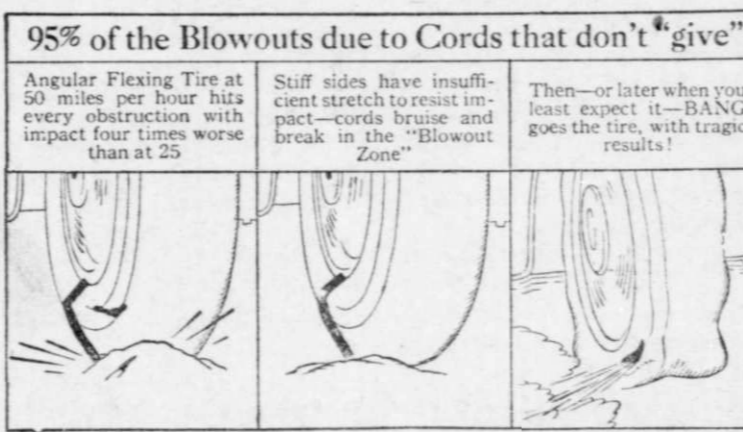 95% of the Blowouts due to Cords that don't "give"
Angular Flexing Tire at
50 miles per hour hits
every obstruction with
impact four times worse
than at 25
Stiff sides have insuffi-
cient stretch to resist im-
pact—cords bruise and
break in the "Blowout
Zone"
Then—or later when you
least expect it—BANG
goes the tire, with tragic
results!